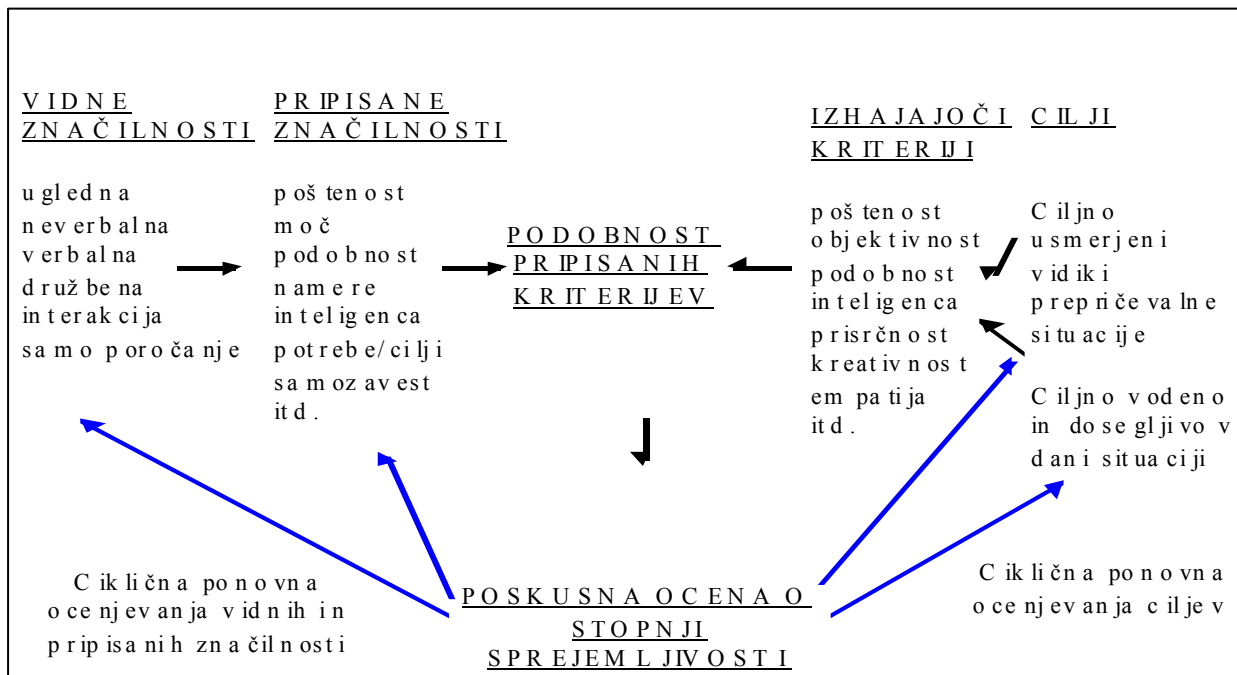 VIDNE
ZNAČILNOSTI
ugledna
neverbalna
verbalna
družbena
interakcija
samo poročanje
PRIPISANE
ZNAČILNOSTI
poštenost
moč
podobnost
namere
inteligenca
potrebe/cilji
samozavest
itd.
PODOBNOST
PRIPISANIH
KRITERIJEV
IZHAJAJOČI
KRITERIJI
poštenost
objektivnost
podobnost
inteligenca
prisrčnost
kreativnost
empatija
itd.
CILJI
Ciljno
usmerjeni
vidiki
prepričevalne
situacije
Ciljno vodeno
in dosegljivo v
dani situaciji
Ciklična ponovna
ocenjevanja vidnih in
pripisanih značilnosti
POSKUSNA OCENA O
STOPNJI
SPREJEMLJIVOSTI
Ciklična ponovna
ocenjevanja ciljev